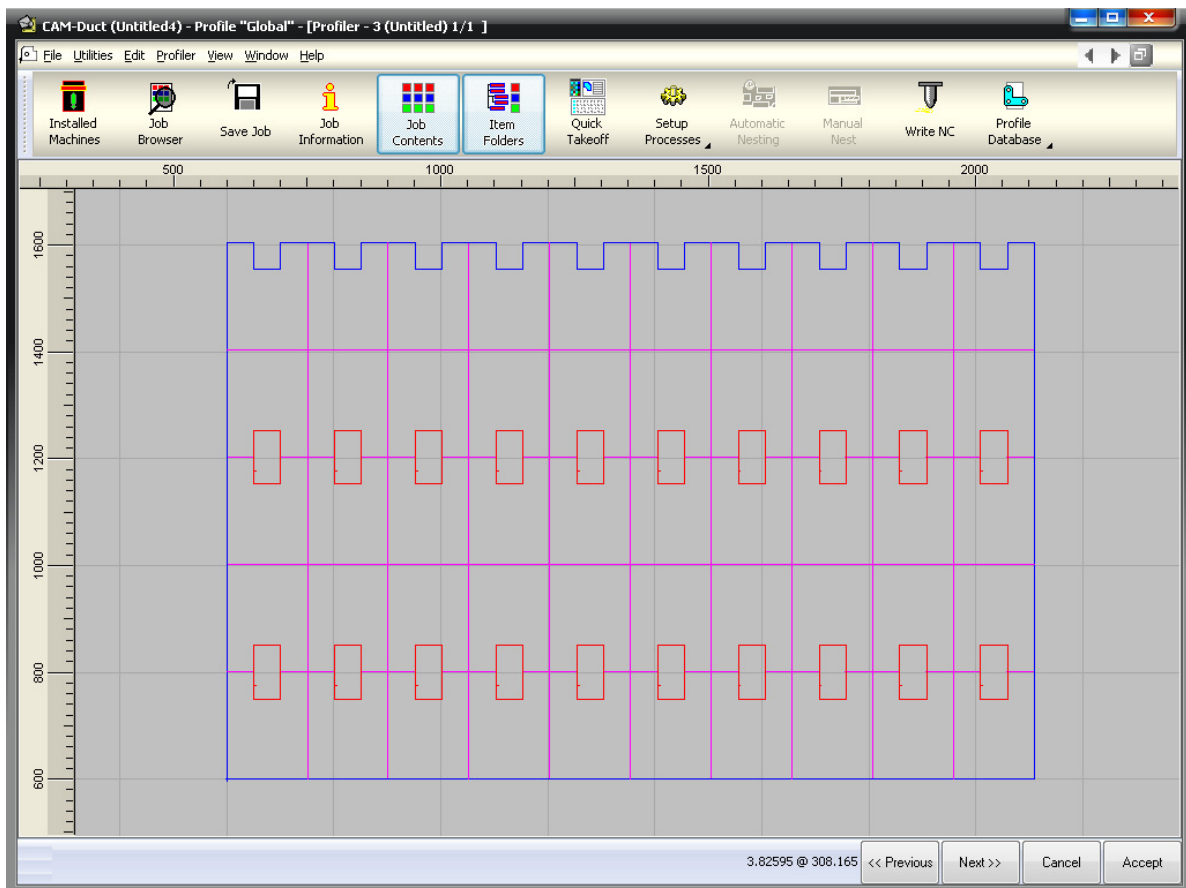 CAM-Duct (Untitled4) - Profile "Global" - [Profiler - 3 (Untitled) 1/1 ]
File Utilities Edit Profiler View Window Help
Installed Machines
Job Browser
Save Job
Job Information
Job Contents
Item Folders
Quick Takeoff
Setup Processes
Automatic Nesting
Manual Nest
Write NC
Profile Database
500 1000 1500 2000
1600
1400
1200
1000
800
600
3.82595 @ 308.165 << Previous Next >> Cancel Accept